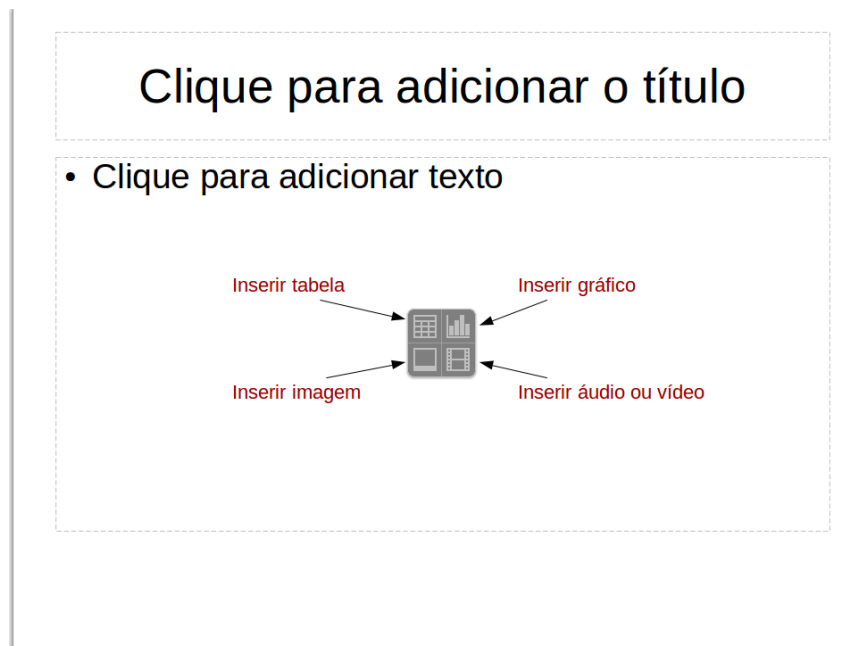 Clique para adicionar o título
• Clique para adicionar texto
Inserir tabela
Inserir gráfico
Inserir imagem
Inserir áudio ou vídeo